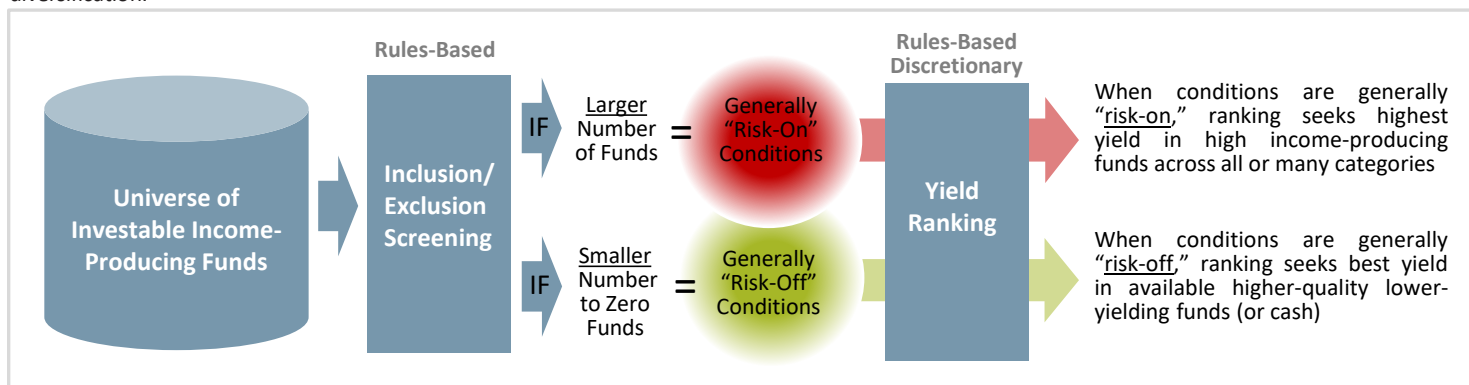 diversification.
Rules-Based
Universe of
Investable Income-
Producing Funds
Inclusion/
Exclusion
Screening
IF
Larger
Number
of Funds
=
Generally
“Risk-On”
Conditions
IF
Smaller
Number
to Zero
Funds
=
Generally
“Risk-Off”
Conditions
Rules-Based
Discretionary
Yield
Ranking
When conditions are generally
“risk-on,” ranking seeks highest
yield in high income-producing
funds across all or many categories
When conditions are generally
“risk-off,” ranking seeks best yield
in available higher-quality lower-
yielding funds (or cash)